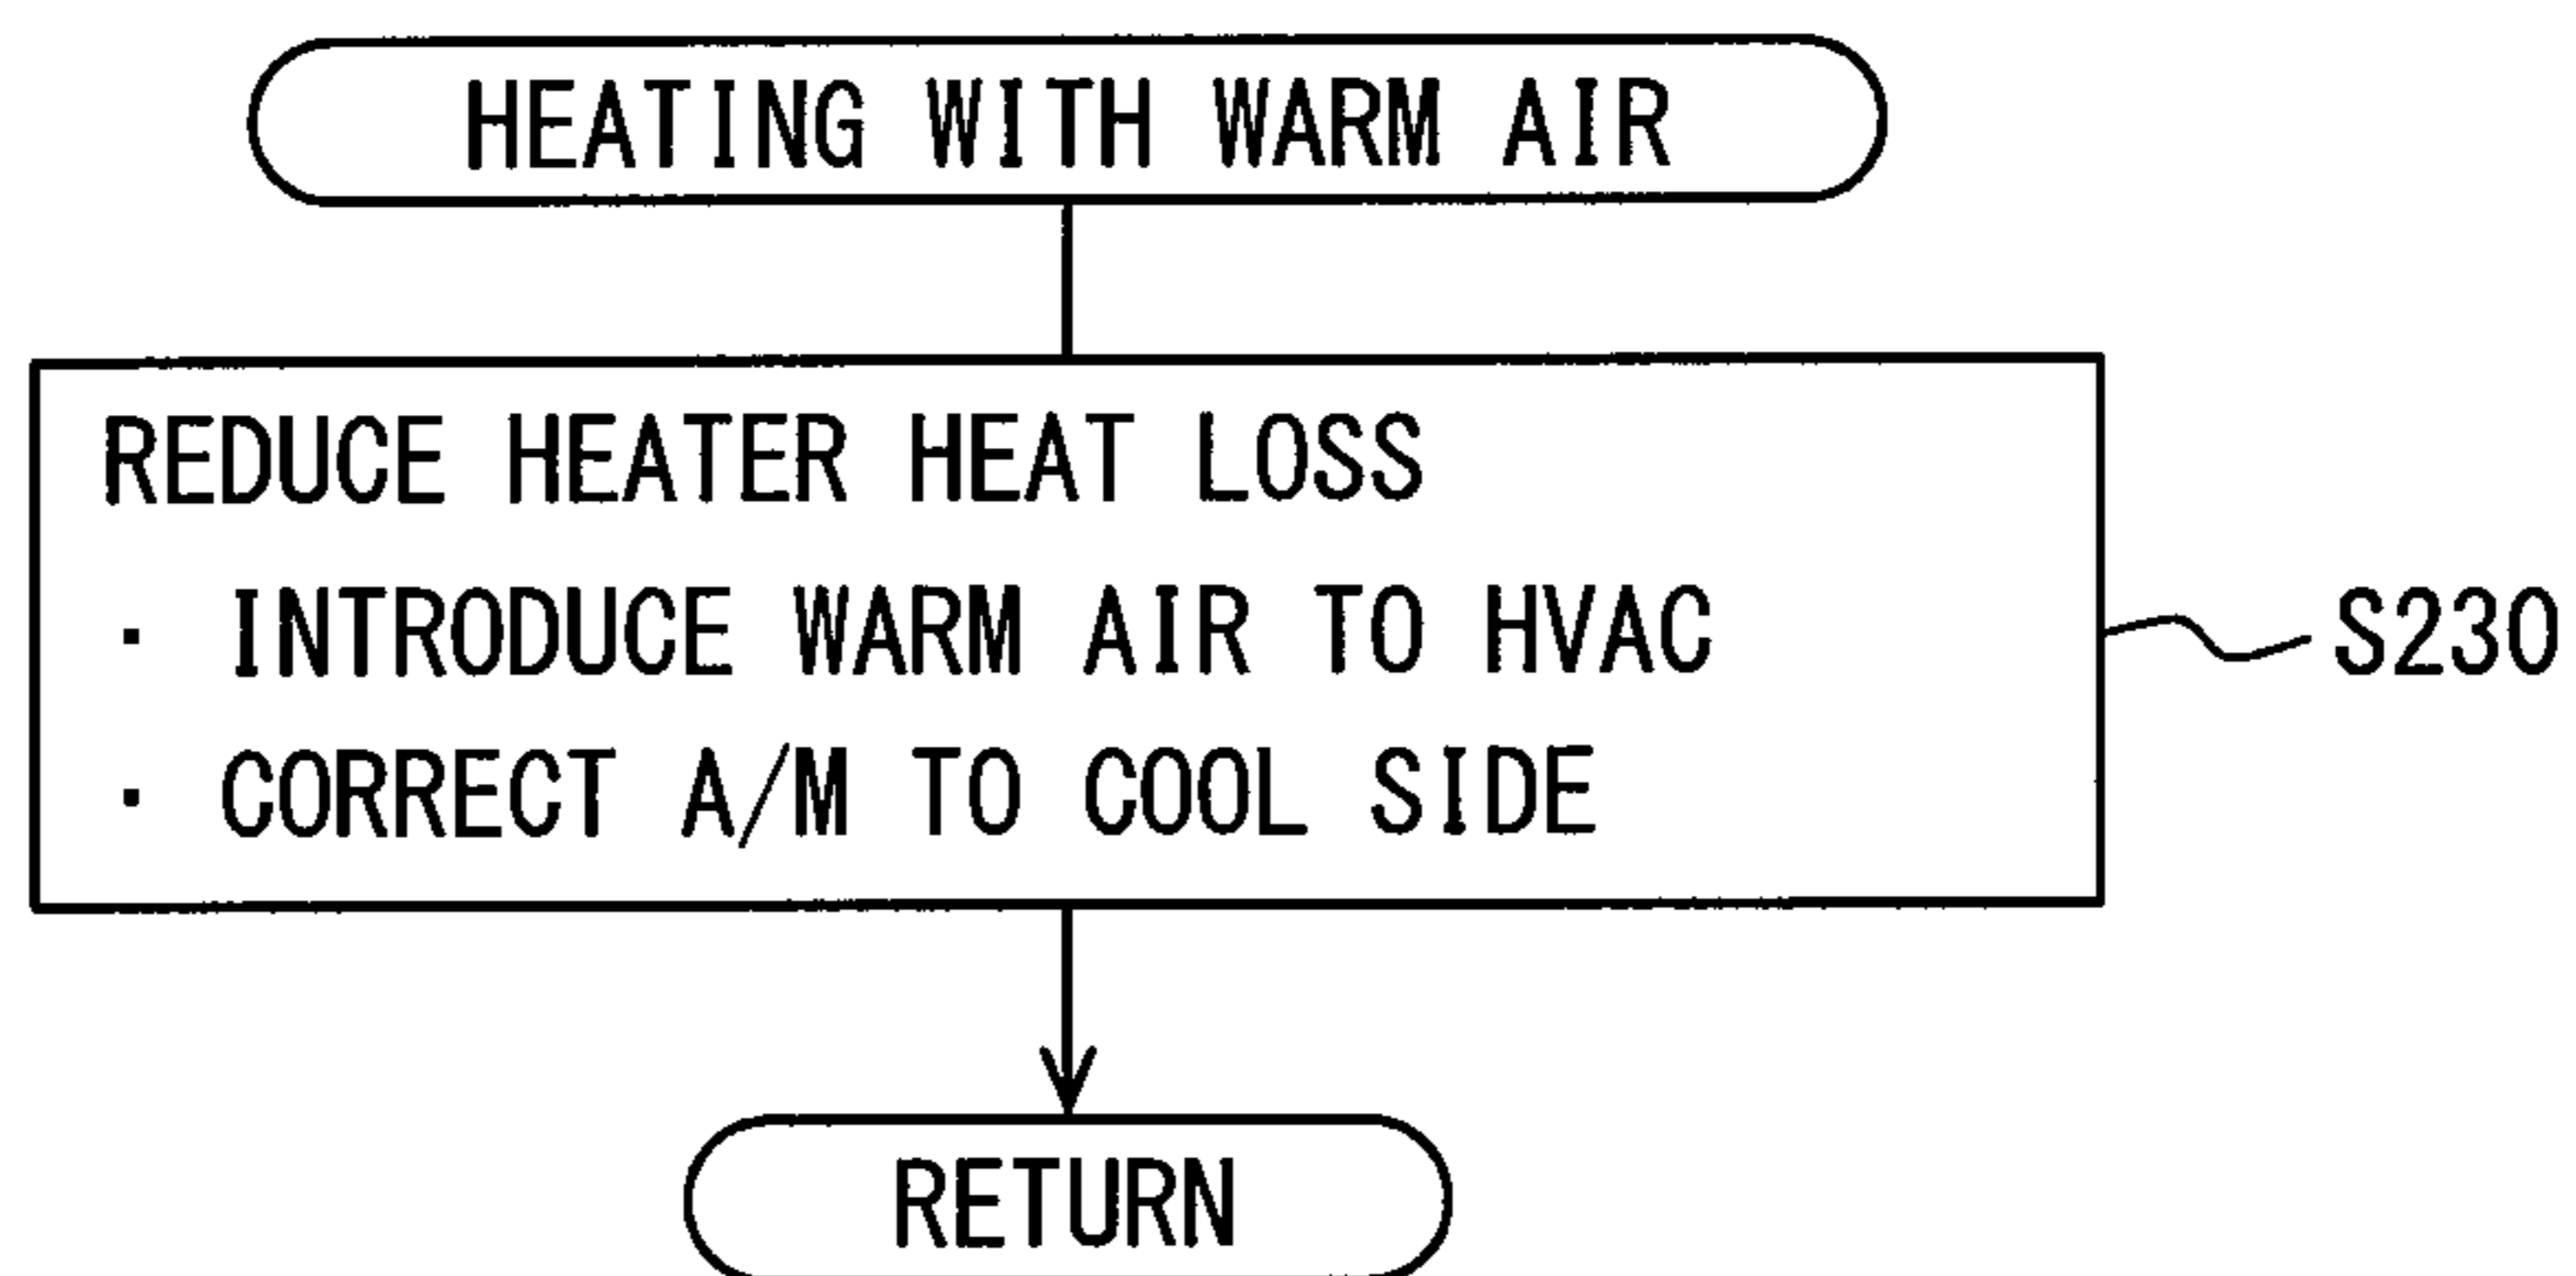 HEATING WITH WARM AIR
REDUCE HEATER HEAT LOSS
· INTRODUCE WARM AIR TO HVAC
· CORRECT A/M TO COOL SIDE
S230
RETURN